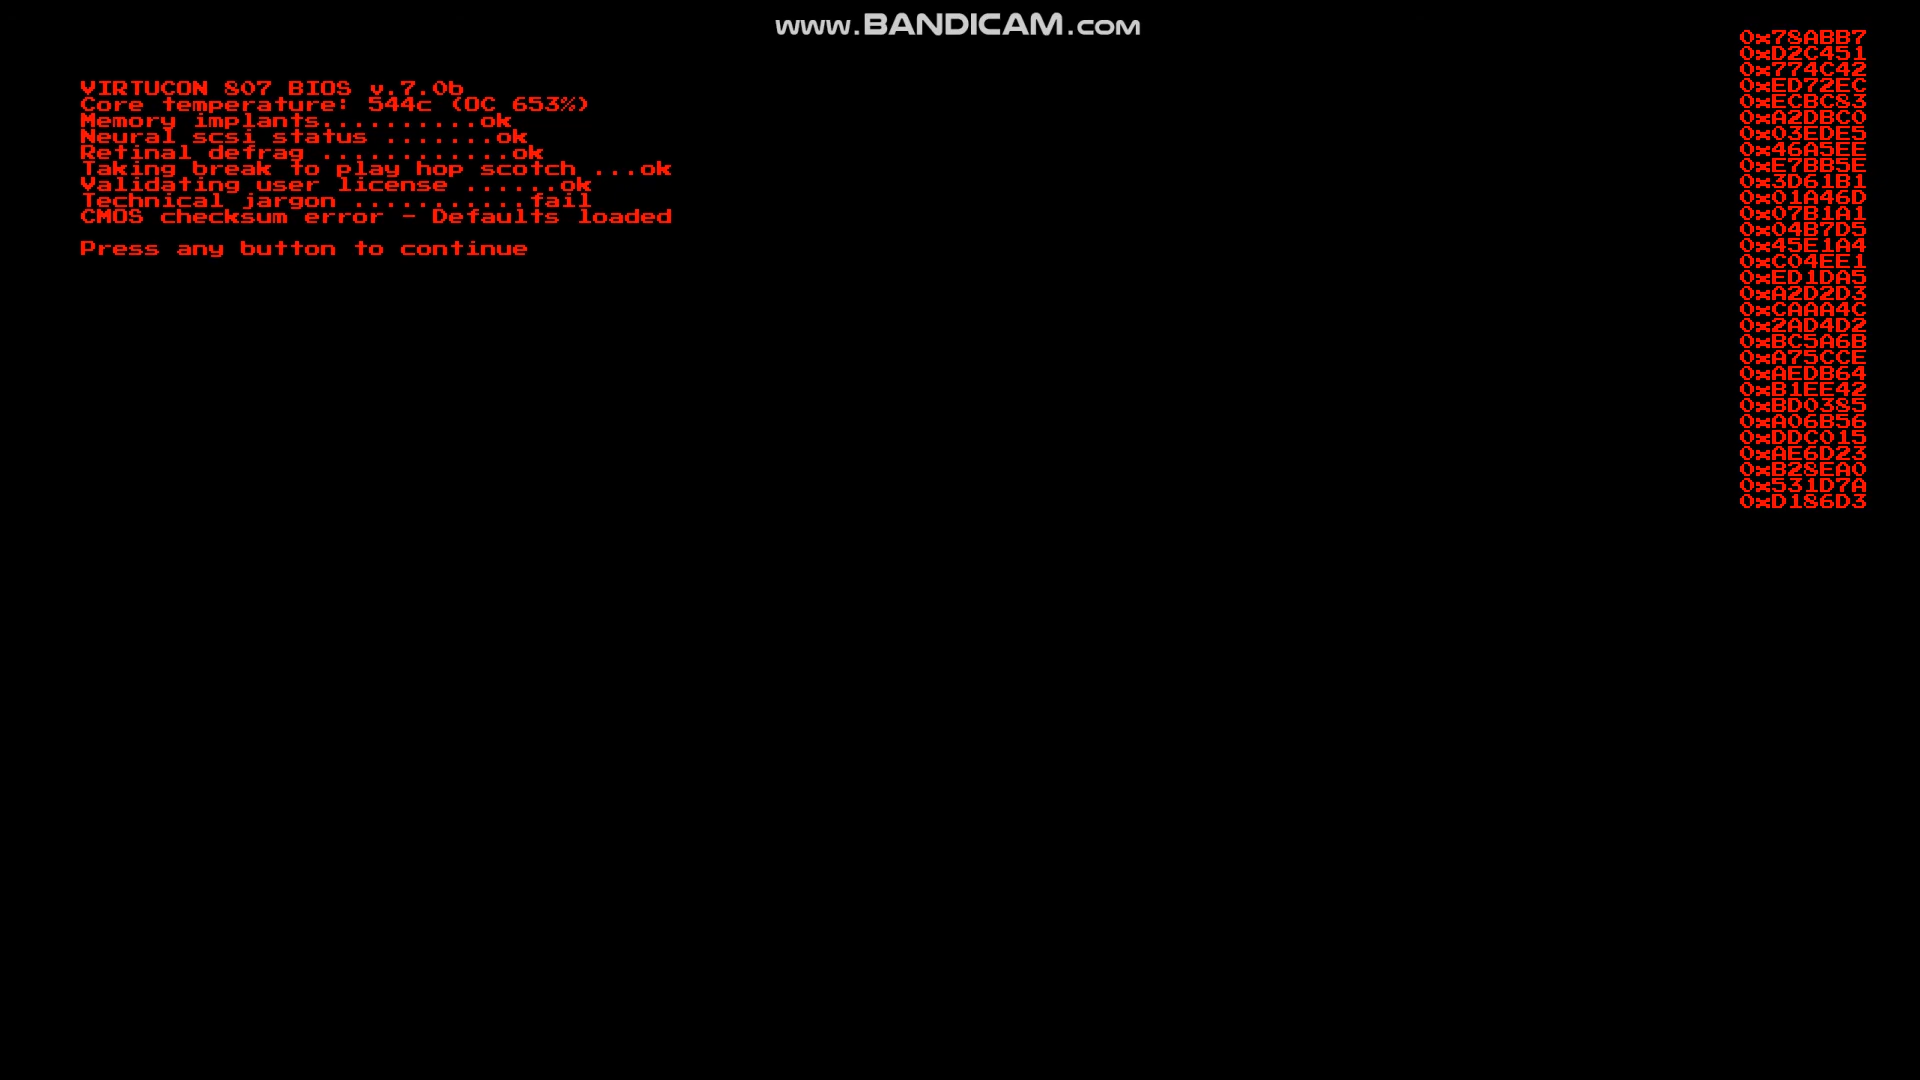 www.BANDICAM.COM
VIRTUCON 807 BIOS v.7.0b
Core temperature: 544c (OC 653%)
Memory implants..........ok
Neural scsi status .......ok
Retinal defrag ............ok
Taking break to play hop scotch ...ok
Validating user license ......ok
Technical jargon ...........fail
CMOS checksum error - Defaults loaded
Press any button to continue
0x78ABB7
0xD2C451
0x774C42
0xED72EC
0xECBC83
0xA2DBC0
0x03EDE5
0x46A5EE
0xE7BB5E
0x3D61B1
0x01A46D
0x07B1A1
0x04B7D5
0x45E1A4
0xC04EE1
0xED1DA5
0xA2D2D3
0xCAAA4C
0x2AD4D2
0xBC5A6B
0xA75CCE
0xAEDB64
0xB1EE42
0xBD0385
0xA06B56
0xDDC015
0xAE6D23
0xB28EA0
0x531D7A
0xD186D3